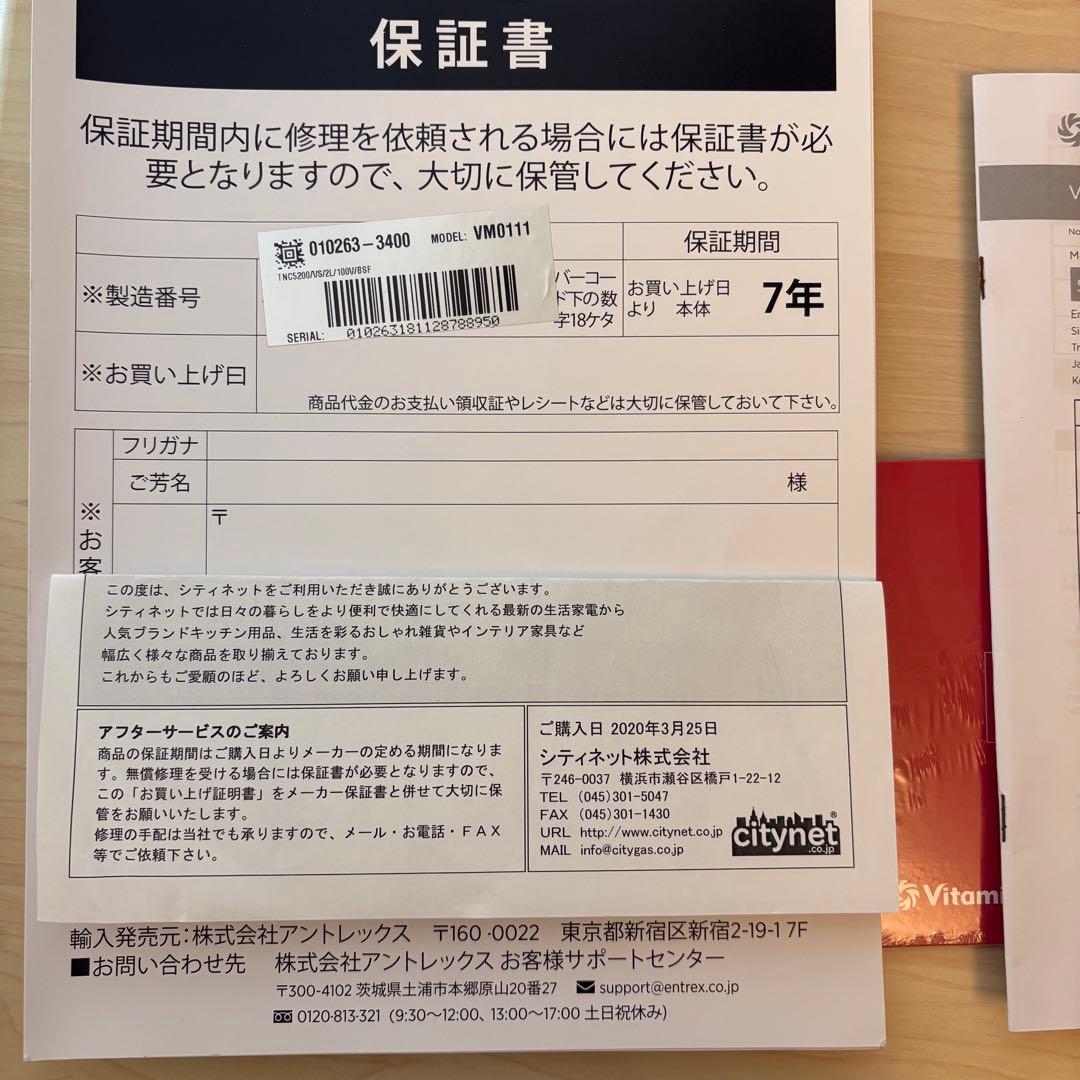 保証書
保証期間内に修理を依頼される場合には保証書が必
要となりますので、大切に保管してください。
010263-3400 MODEL: VM0111
TNC5200/VS/2L/100V/BSF
SERIAL: 010263181128788950
保証期間
※製造番号
バーコー
ド下の数
字18ケタ
お買い上げ日
より 本体
7年
※お買い上げ日
商品代金のお支払い領収証やレシートなどは大切に保管しておいて下さい。
※お客
フリガナ
ご芳名 様
〒
この度は、シティネットをご利用いただき誠にありがとうございます。
シティネットでは日々の暮らしをより便利で快適にしてくれる最新の生活家電から
人気ブランドキッチン用品、生活を彩るおしゃれ雑貨やインテリア家具など
幅広く様々な商品を取り揃えております。
これからもご愛顧のほど、よろしくお願い申し上げます。
アフターサービスのご案内
商品の保証期間はご購入日よりメーカーの定める期間になりま
す。無償修理を受ける場合には保証書が必要となりますので、
この「お買い上げ証明書」をメーカー保証書と併せて大切に保
管をお願いいたします。
修理の手配は当社でも承りますので、メール・お電話・ＦＡＸ
等でご依頼下さい。
ご購入日 2020年3月25日
シティネット株式会社
〒246-0037 横浜市瀬谷区橋戸1-22-12
TEL (045)301-5047
FAX (045)301-1430
URL http://www.citynet.co.jp
MAIL info@citygas.co.jp
citynet®
.co.jp
輸入発売元:株式会社アントレックス 〒160-0022 東京都新宿区新宿2-19-1 7F
■お問い合わせ先 株式会社アントレックス お客様サポートセンター
〒300-4102 茨城県土浦市本郷原山20番27 support@entrex.co.jp
0120-813-321 (9:30～12:00、13:00～17:00 土日祝休み)
Vitami
V
No
M
S
En
Si
Tr
Ja
Ko